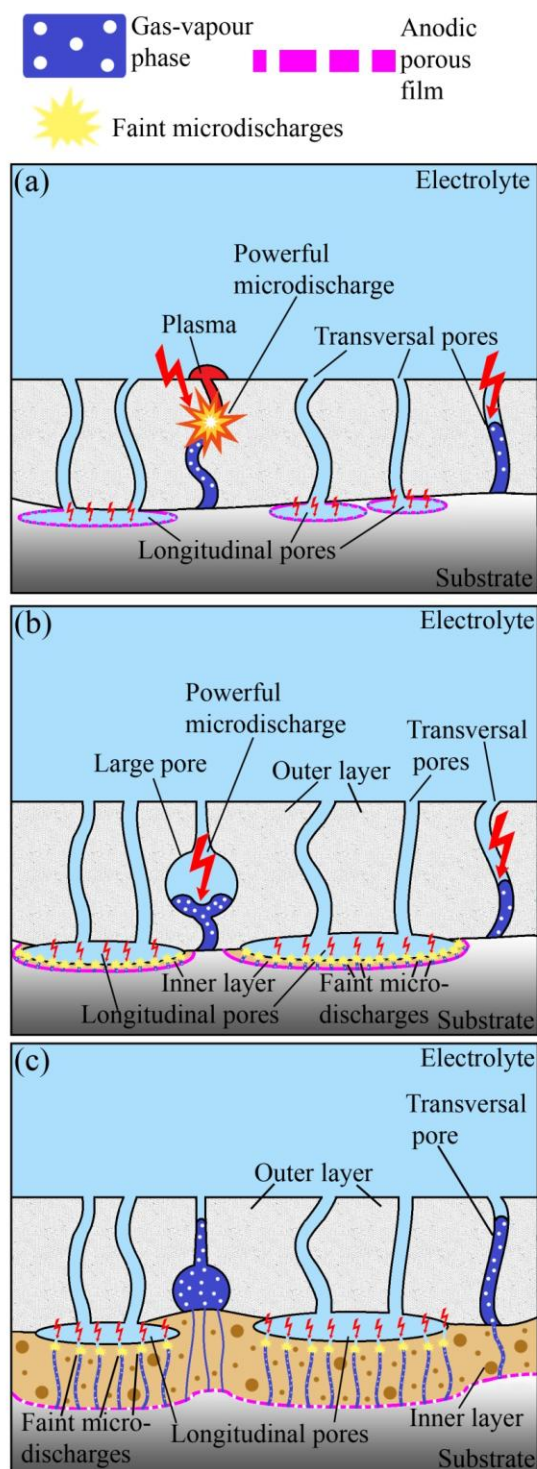 Gas-vapour
phase
Anodic
porous
film
Faint microdischarges
(a)
Electrolyte
Powerful
microdischarge
Plasma
Transversal pores
Longitudinal pores
Substrate
(b)
Electrolyte
Powerful
microdischarge
Transversal
pores
Large pore
Outer layer
Inner layer
Faint micro-
Longitudinal pores
discharges
Substrate
(c)
Electrolyte
Transversal
pore
Outer layer
Faint micro-
discharges
Longitudinal pores
Inner layer
Substrate